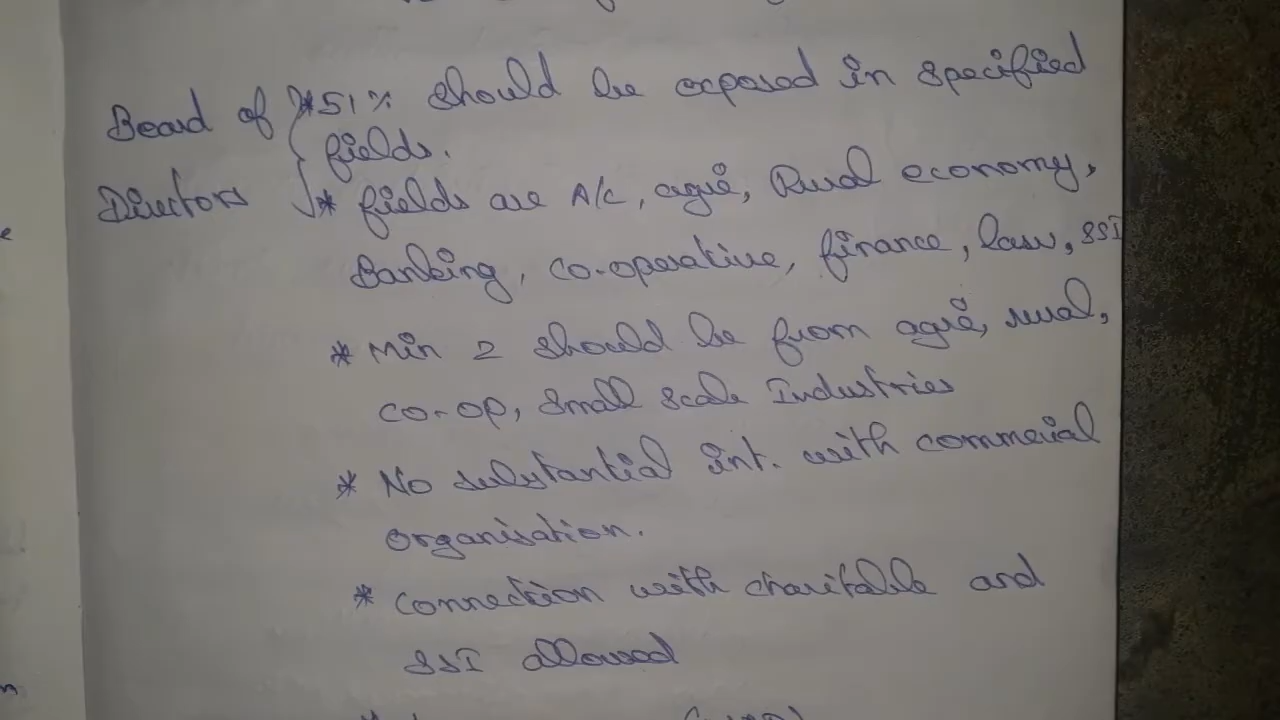 Board of { * 51 % should be exposed in specified
fields.
Directors * fields are A/c, agri, Rural economy,
Banking, co-operative, finance, law, SSI
* Min 2 should be from agri, rural,
co-op, Small Scale Industries
* No substantial int. with commercial
organisation.
* connection with charitable and
SSI allowed